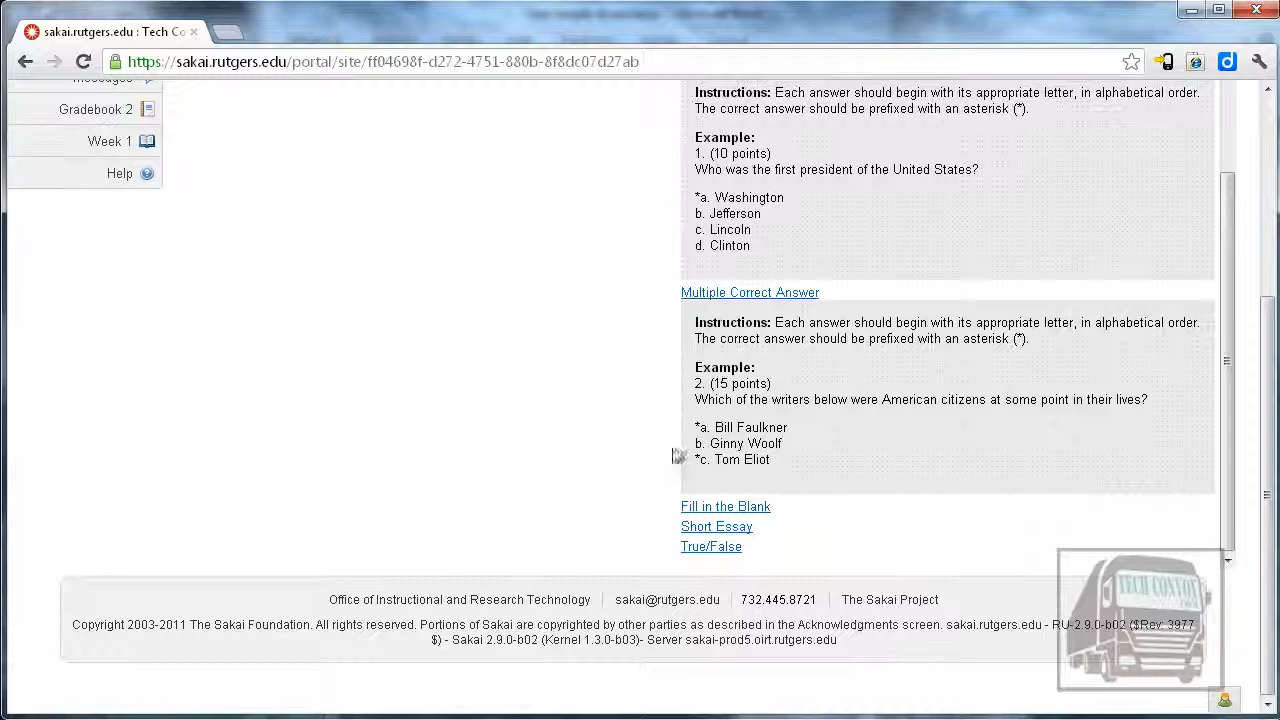 sakai.rutgers.edu : Tech Co
https://sakai.rutgers.edu/portal/site/ff04698f-d272-4751-886b-8f8dc07d27ab
Gradebook 2
Week 1
Help
Instructions: Each answer should begin with its appropriate letter, in alphabetical order.
The correct answer should be prefixed with an asterisk (*).
Example:
1. (10 points)
Who was the first president of the United States?
*a. Washington
b. Jefferson
c. Lincoln
d. Clinton
Multiple Correct Answer
Instructions: Each answer should begin with its appropriate letter, in alphabetical order.
The correct answer should be prefixed with an asterisk (*).
Example:
2. (15 points)
Which of the writers below were American citizens at some point in their lives?
*a. Bill Faulkner
b. Ginny Woolf
*c. Tom Eliot
Fill in the Blank
Short Essay
True/False
TECH CONVOY
Office of Instructional and Research Technology sakai@rutgers.edu 732.445.8721 The Sakai Project
Copyright 2003-2011 The Sakai Foundation. All rights reserved. Portions of Sakai are copyrighted by other parties as described in the Acknowledgments screen. sakai.rutgers.edu - RU-2.9.0-b02 ($Rev: 3977
$) - Sakai 2.9.0-b02 (Kernel 1.3.0-b03)- Server sakai-prod5.oirt.rutgers.edu